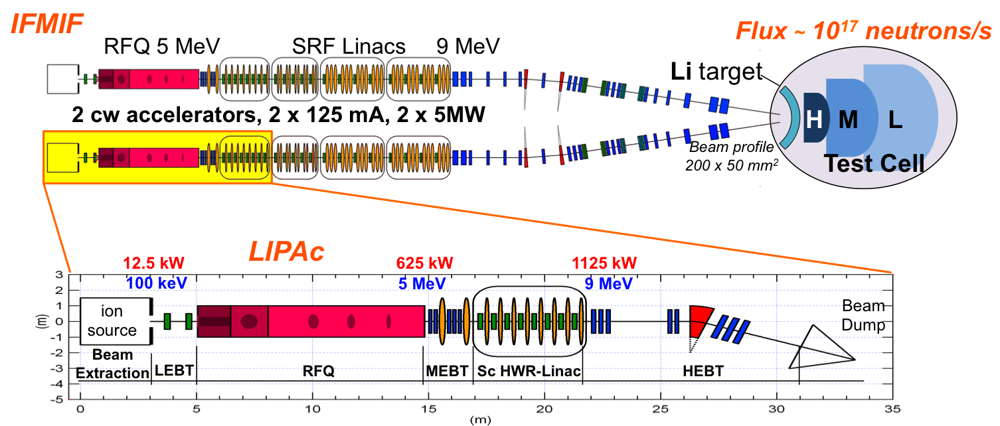 IFMIF
Flux ~ 10¹⁷ neutrons/s
RFQ 5 MeV
SRF Linacs
9 MeV
Li target
2 cw accelerators, 2 x 125 mA, 2 x 5MW
H
M
L
Beam profile
200 x 50 mm²
Test Cell
LIPAc
12.5 kW
625 kW
1125 kW
100 keV
5 MeV
9 MeV
3
2
1
0
-1
-2
-3
-4
-5
(m)
ion
source
Beam
Dump
Beam
Extraction
LEBT
RFQ
MEBT
Sc HWR-Linac
HEBT
0
5
10
15
20
25
30
35
(m)